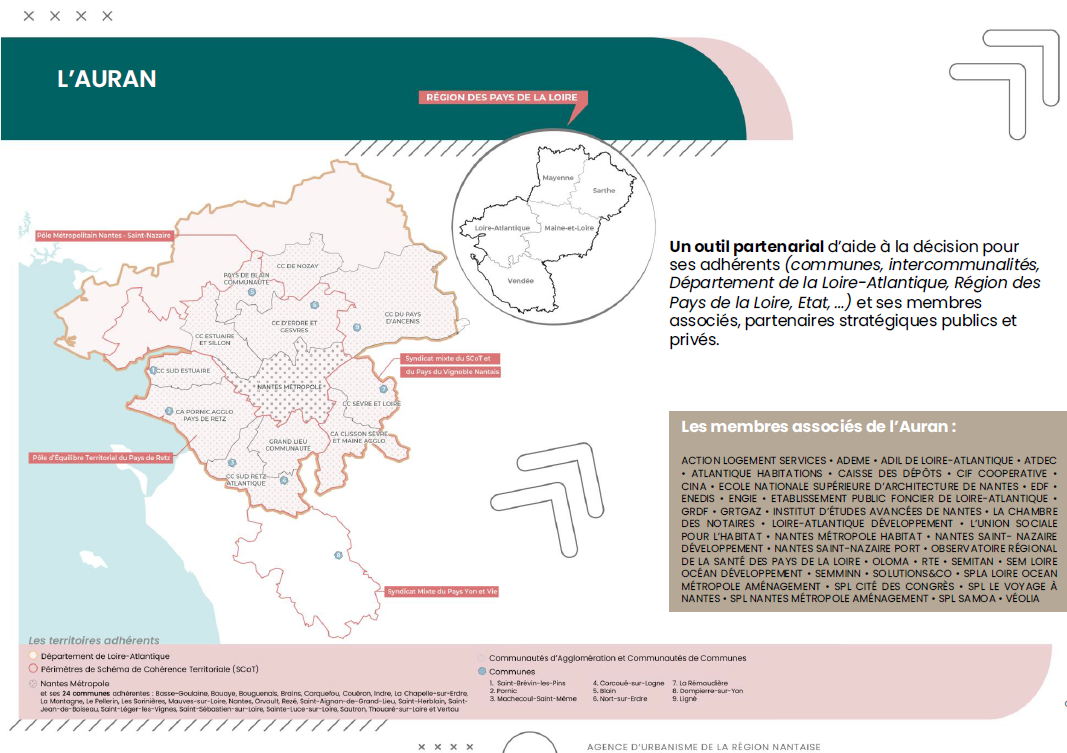 L'AURAN
RÉGION DES PAYS DE LA LOIRE
Mayenne
Sarthe
Loire-Atlantique
Maine-et-Loire
Vendée
Pôle Métropolitain Nantes - Saint-Nazaire
CC DE NOZAY
PAYS DE BLAIN
COMMUNAUTÉ
5
6
9
CC D'ERDRE ET
GESVRES
CC DU PAYS
D'ANCENIS
CC ESTUAIRE
ET SILLON
Syndicat mixte du SCoT et
du Pays du Vignoble Nantais
1
CC SUD ESTUAIRE
NANTES MÉTROPOLE
7
CC SÈVRE ET LOIRE
2
CA PORNIC AGGLO
PAYS DE RETZ
GRAND LIEU
COMMUNAUTÉ
CA CLISSON SÈVRE
ET MAINE AGGLO
Pôle d'Équilibre Territorial du Pays de Retz
3
CC SUD RETZ
ATLANTIQUE
4
8
Syndicat Mixte du Pays Yon et Vie
Un outil partenarial d'aide à la décision pour
ses adhérents (communes, intercommunalités,
Département de la Loire-Atlantique, Région des
Pays de la Loire, Etat, ...) et ses membres
associés, partenaires stratégiques publics et
privés.
Les membres associés de l'Auran :
ACTION LOGEMENT SERVICES • ADEME • ADIL DE LOIRE-ATLANTIQUE • ATDEC
• ATLANTIQUE HABITATIONS • CAISSE DES DÉPÔTS • CIF COOPERATIVE •
CINA • ECOLE NATIONALE SUPÉRIEURE D'ARCHITECTURE DE NANTES • EDF •
ENEDIS • ENGIE • ETABLISSEMENT PUBLIC FONCIER DE LOIRE-ATLANTIQUE •
GRDF • GRTGAZ • INSTITUT D'ÉTUDES AVANCÉES DE NANTES • LA CHAMBRE
DES NOTAIRES • LOIRE-ATLANTIQUE DÉVELOPPEMENT • L'UNION SOCIALE
POUR L'HABITAT • NANTES MÉTROPOLE HABITAT • NANTES SAINT- NAZAIRE
DÉVELOPPEMENT • NANTES SAINT-NAZAIRE PORT • OBSERVATOIRE RÉGIONAL
DE LA SANTÉ DES PAYS DE LA LOIRE • OLOMA • RTE • SEMITAN • SEM LOIRE
OCÉAN DÉVELOPPEMENT • SEMMINN • SOLUTIONS&CO • SPLA LOIRE OCEAN
MÉTROPOLE AMÉNAGEMENT • SPL CITÉ DES CONGRÈS • SPL LE VOYAGE À
NANTES • SPL NANTES MÉTROPOLE AMÉNAGEMENT • SPL SAMOA • VÉOLIA
Les territoires adhérents
Département de Loire-Atlantique
Périmètres de Schéma de Cohérence Territoriale (SCoT)
Nantes Métropole
et ses 24 communes adhérentes : Basse-Goulaine, Bouaye, Bouguenais, Brains, Carquefou, Couëron, Indre, La Chapelle-sur-Erdre,
La Montagne, Le Pellerin, Les Sorinières, Mauves-sur-Loire, Nantes, Orvault, Rezé, Saint-Aignan-de-Grand-Lieu, Saint-Herblain, Saint-
Jean-de-Boiseau, Saint-Léger-les-Vignes, Saint-Sébastien-sur-Loire, Sainte-Luce-sur-Loire, Sautron, Thouaré-sur-Loire et Vertou
Communautés d'Agglomération et Communautés de Communes
Communes
1. Saint-Brévin-les-Pins
2. Pornic
3. Machecoul-Saint-Même
4. Corcoué-sur-Logne
5. Blain
6. Nort-sur-Erdre
7. La Rémaudière
8. Dompierre-sur-Yon
9. Ligné
AGENCE D'URBANISME DE LA RÉGION NANTAISE